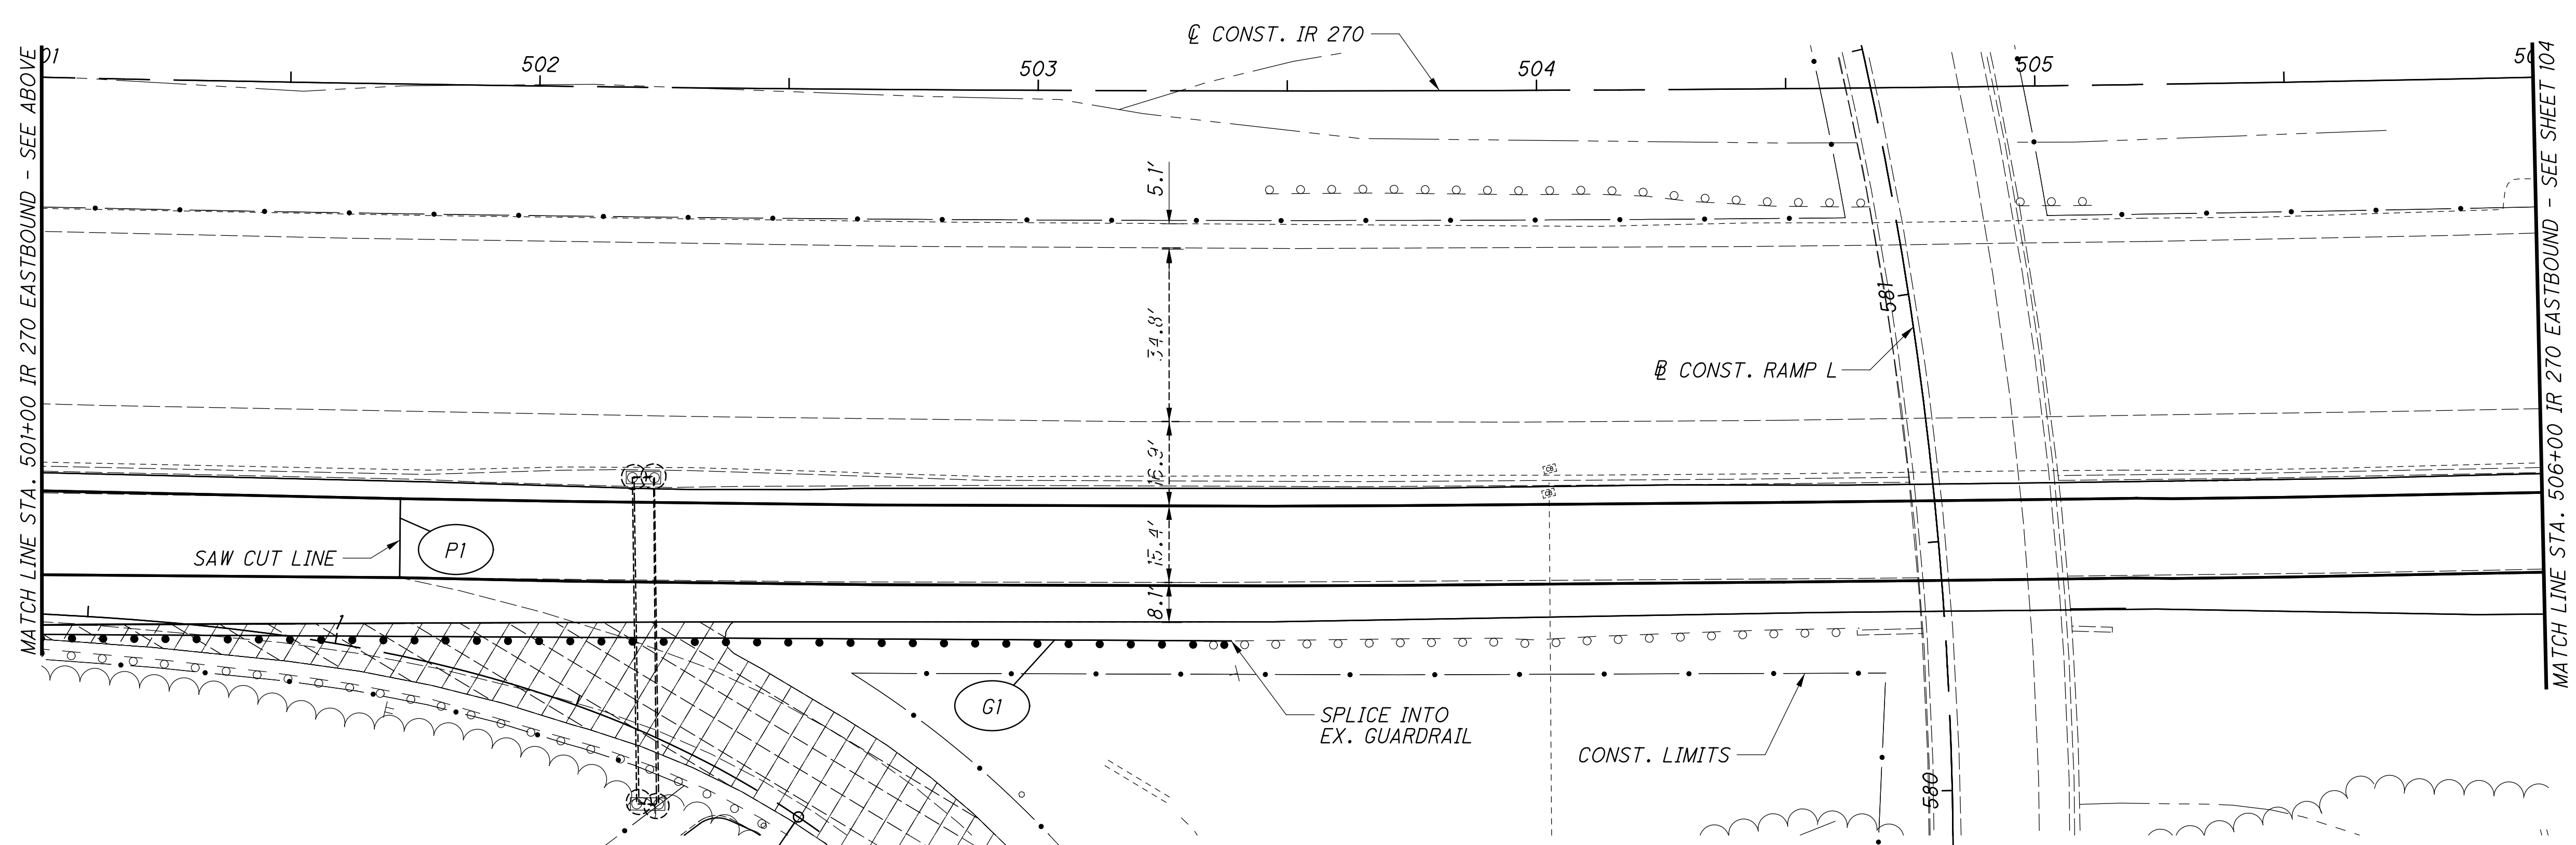 ℄ CONST. IR 270
01
502
503
504
505
50
MATCH LINE STA. 501+00 IR 270 EASTBOUND - SEE ABOVE
MATCH LINE STA. 506+00 IR 270 EASTBOUND - SEE SHEET 104
5.1'
34.8'
16.9'
15.4'
8.1'
581
BL CONST. RAMP L
SAW CUT LINE
P1
1
G1
SPLICE INTO
EX. GUARDRAIL
CONST. LIMITS
580